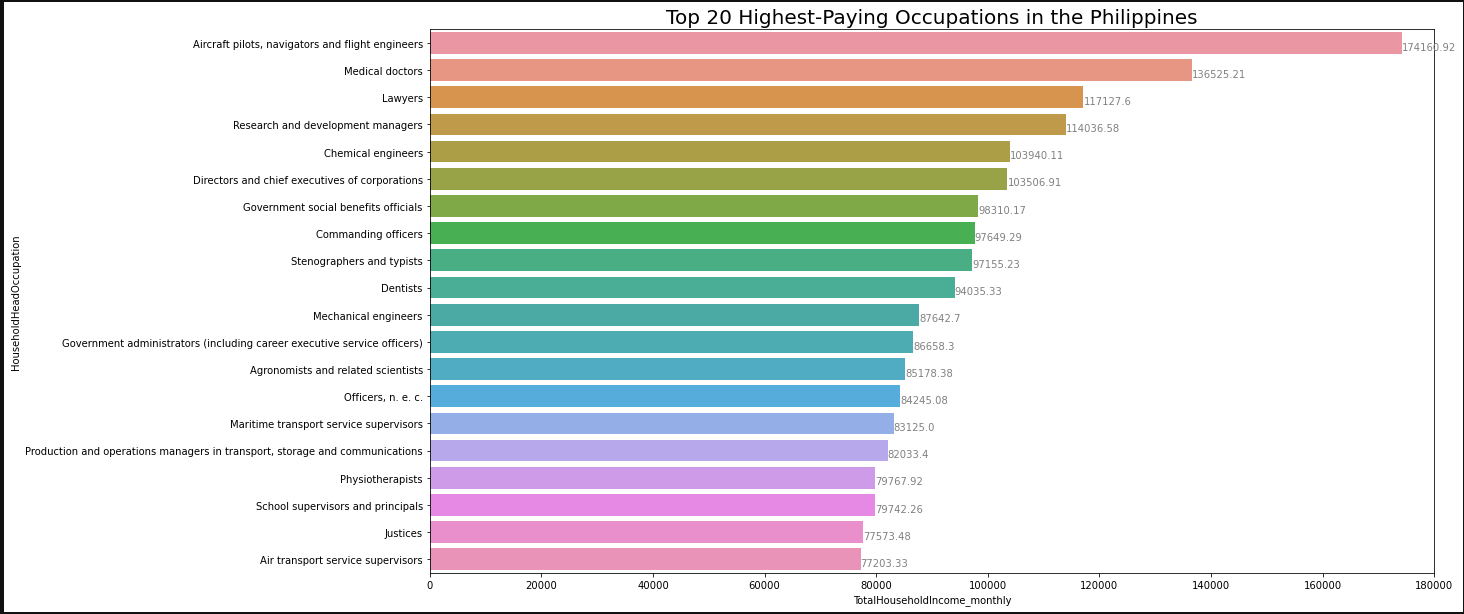 Top 20 Highest-Paying Occupations in the Philippines
HouseholdHeadOccupation
Aircraft pilots, navigators and flight engineers 174160.92
Medical doctors 136525.21
Lawyers 117127.6
Research and development managers 114036.58
Chemical engineers 103940.11
Directors and chief executives of corporations 103506.91
Government social benefits officials 98310.17
Commanding officers 97649.29
Stenographers and typists 97155.23
Dentists 94035.33
Mechanical engineers 87642.7
Government administrators (including career executive service officers) 86658.3
Agronomists and related scientists 85178.38
Officers, n. e. c. 84245.08
Maritime transport service supervisors 83125.0
Production and operations managers in transport, storage and communications 82033.4
Physiotherapists 79767.92
School supervisors and principals 79742.26
Justices 77573.48
Air transport service supervisors 77203.33
0 20000 40000 60000 80000 100000 120000 140000 160000 180000
TotalHouseholdIncome_monthly